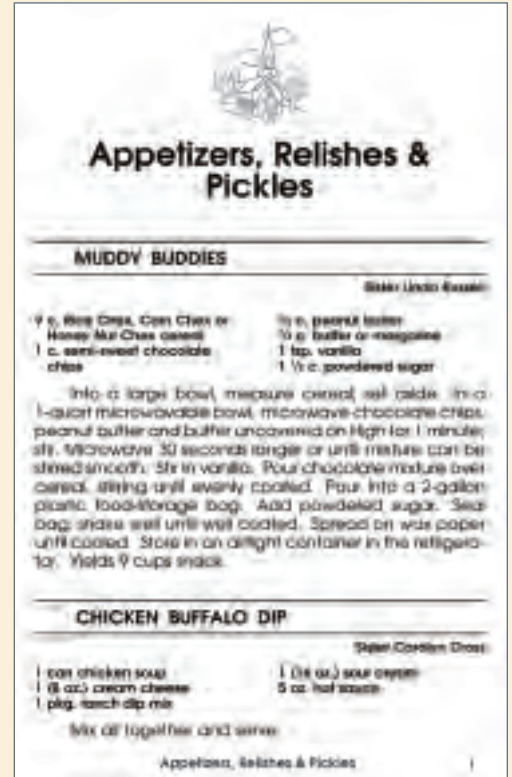 Appetizers, Relishes &
Pickles
MUDDY BUDDIES
Sister Linda
9 c. Rice Chex, Corn Chex or
Honey Nut Chex cereal
1 c. semi-sweet chocolate
chips
peanut butter
butter or margarine
1 tsp. vanilla
1 ½ c. powdered sugar
Into a large bowl, measure cereal, set aside. In a
1-quart microwavable bowl, microwave chocolate chips,
peanut butter and butter uncovered on High for 1 minute;
stir. Microwave 30 seconds longer or until mixture can be
stirred smooth. Stir in vanilla. Pour chocolate mixture over
cereal, stirring until evenly coated. Pour into a 2-gallon
plastic food-storage bag. Add powdered sugar. Seal
bag; shake well until well coated. Spread on wax paper
until cooled. Store in an airtight container in the refrigera-
tor. Yields 9 cups snack.
CHICKEN BUFFALO DIP
Sister Carolyn
1 can chicken soup
1 (8 oz.) cream cheese
1 pkg. ranch dip mix
1 (16 oz.) sour cream
5 oz. hot sauce
Mix all together and serve.
Appetizers, Relishes & Pickles
1